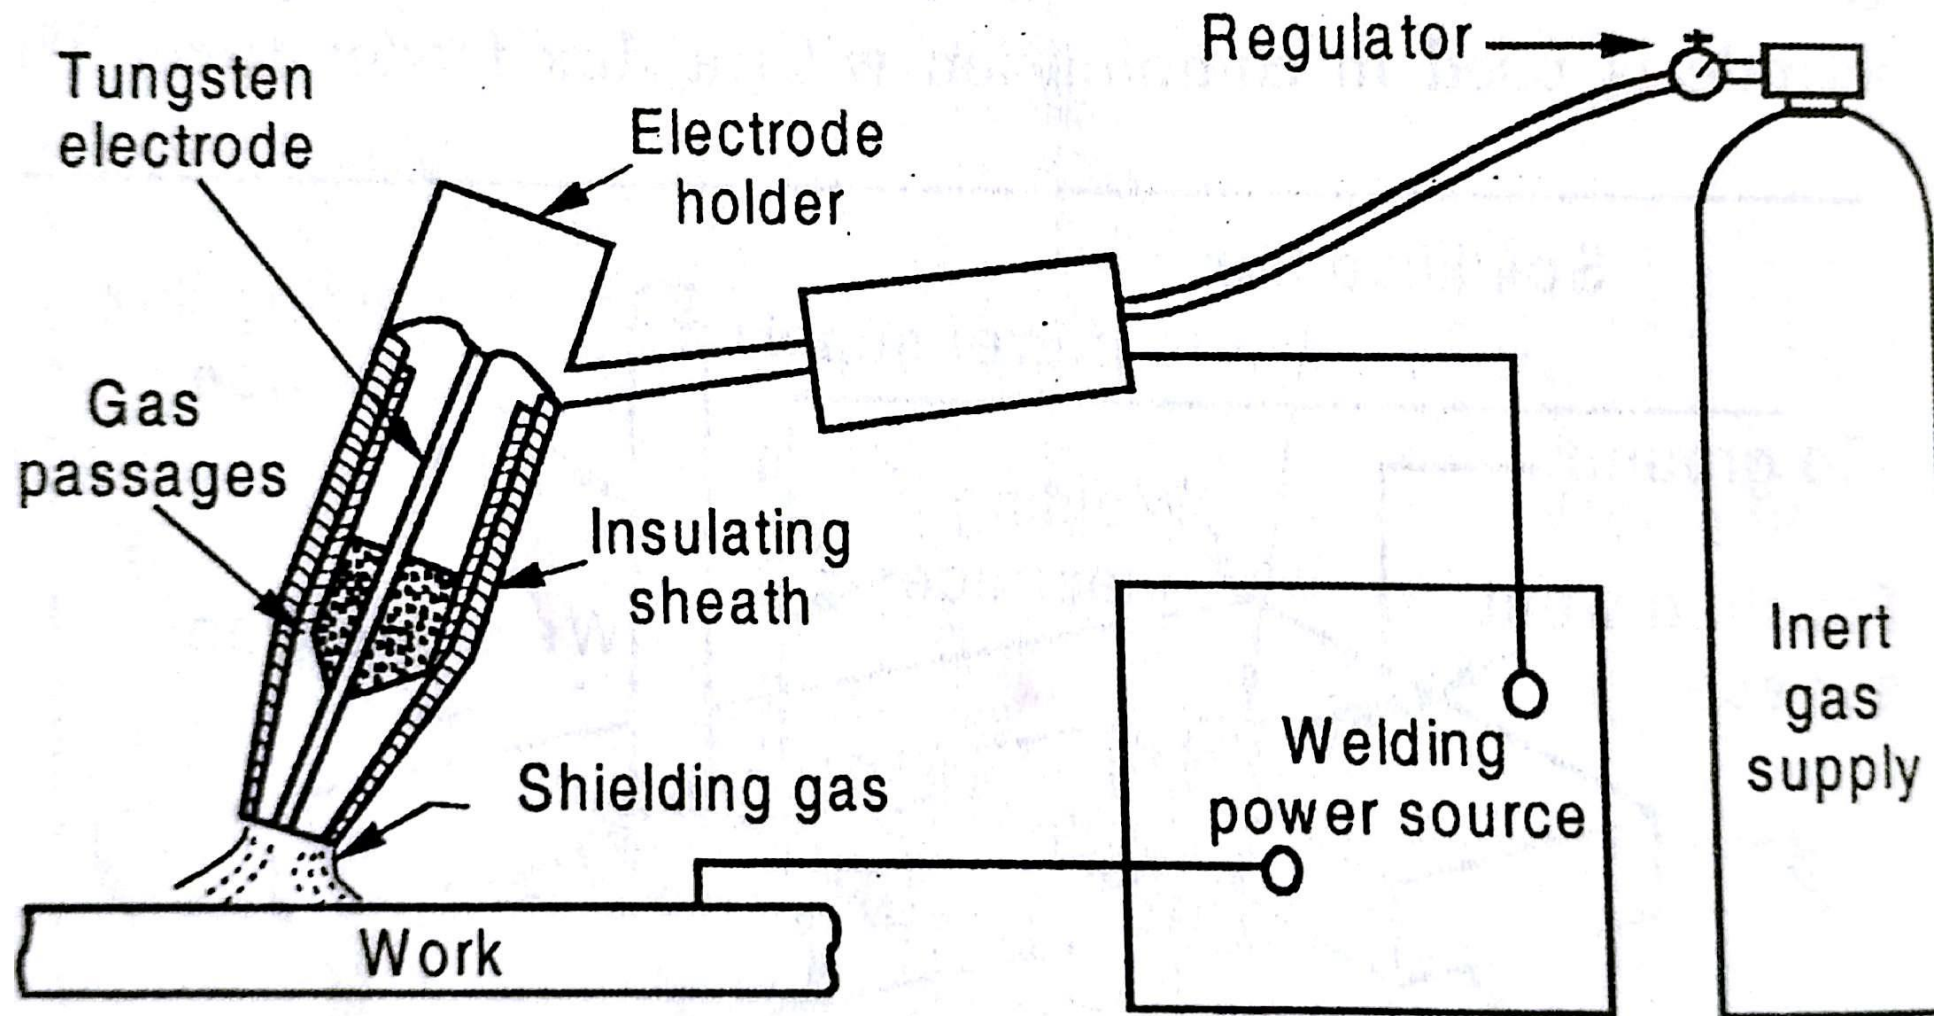 Regulator
Tungsten
electrode
Electrode
holder
Gas
passages
Insulating
sheath
Inert
gas
supply
Welding
power source
Shielding gas
Work